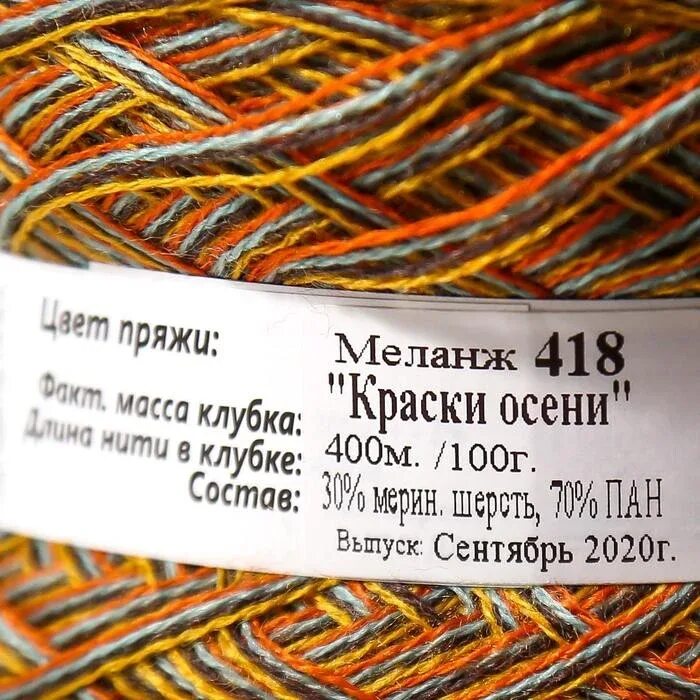 Цвет пряжи: Меланж 418
"Краски осени"
Факт. масса клубка:
Длина нити в клубке: 400м. /100г.
Состав: 30% мерин. шерсть, 70% ПАН
Выпуск: Сентябрь 2020г.